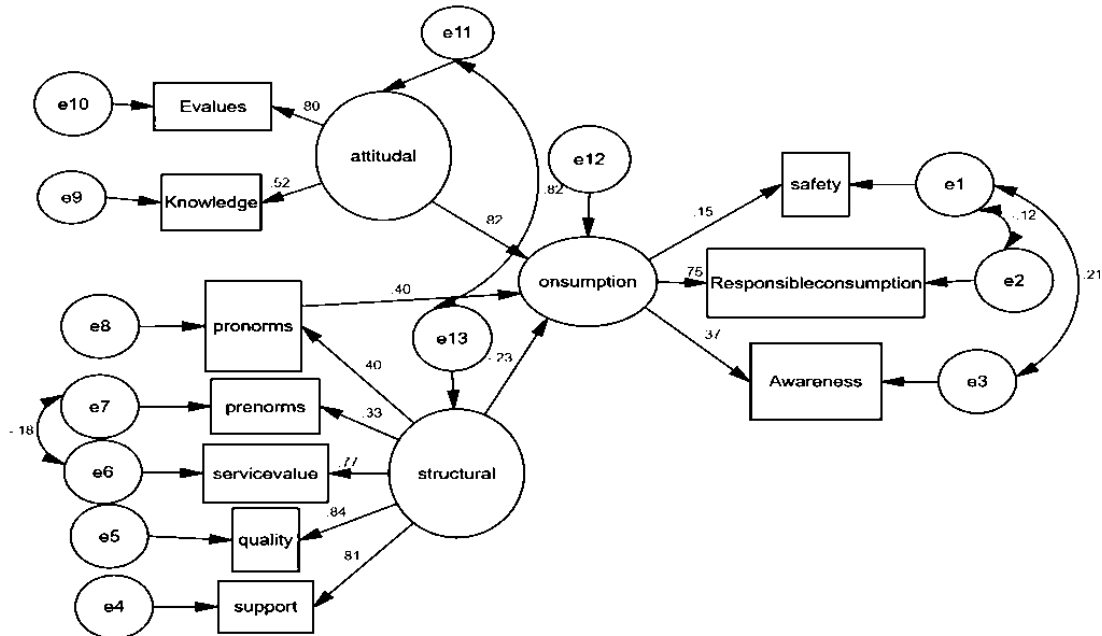 e11
e10
Evalues
.80
attitudal
e12
e9
Knowledge
.52
.82
safety
e1
.15
-.12
82
onsumption
.75
Responsibleconsumption
e2
.21
.40
e8
pronorms
e13
-.23
37
Awareness
e3
40
e7
prenorms
.33
-.18
e6
servicevalue
.77
structural
e5
quality
.84
81
e4
support